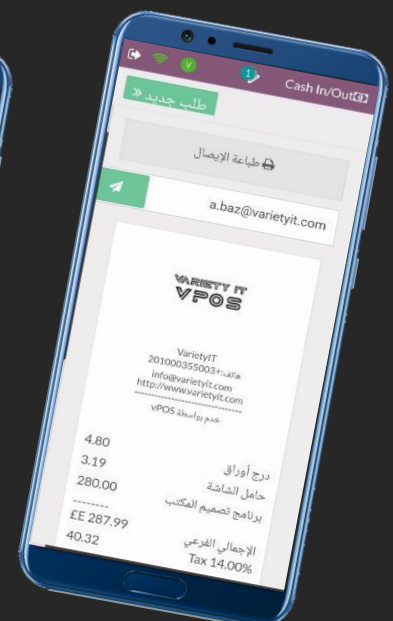 V 1 Cash In/Out
طلب جديد »
طباعة الإيصال
a.baz@varietyit.com
VARIETY IT
VPOS
VarietyIT
هاتف:+201000355003
info@varietyit.com
http://www.varietyit.com
--------------------------------
خدم بواسطة vPOS
درج أوراق 4.80
حامل الشاشة 3.19
برنامج تصميم المكتب 280.00
--------
الإجمالي الفرعي £E 287.99
Tax 14.00% 40.32